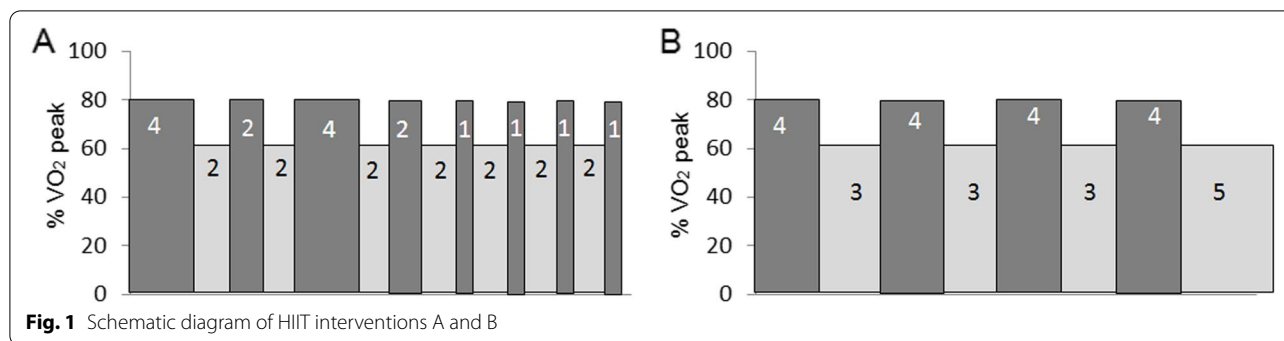 A
% VO2 peak
100
80
60
40
20
0
4 2 2 2 4 2 2 2 1 2 1 2 1 2 1
B
% VO2 peak
100
80
60
40
20
0
4 3 4 3 4 3 4 5
Fig. 1 Schematic diagram of HIIT interventions A and B